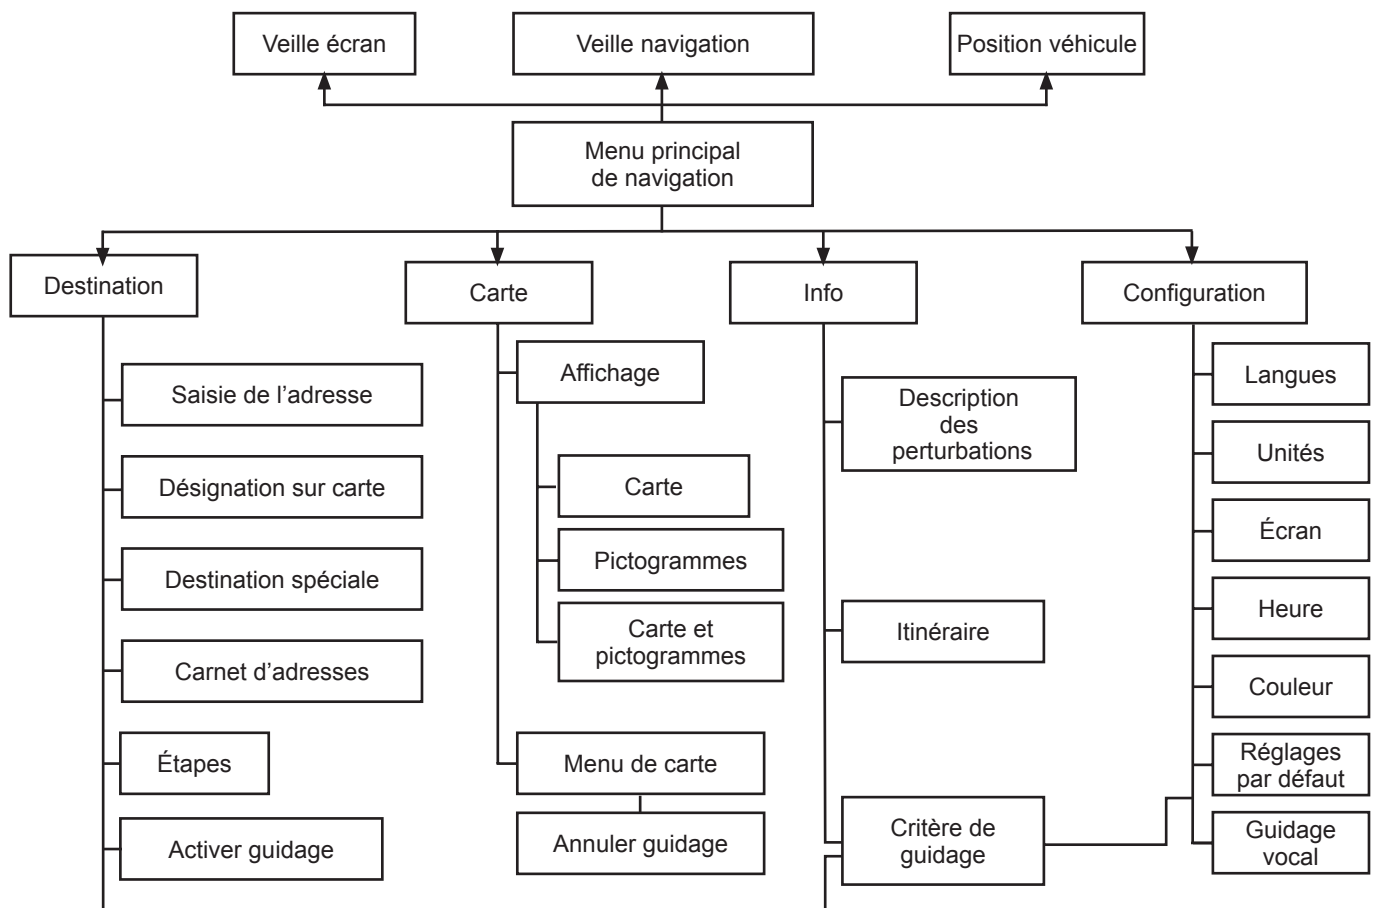 Veille écran
Veille navigation
Position véhicule
Menu principal
de navigation
Destination
Carte
Info
Configuration
Saisie de l’adresse
Désignation sur carte
Destination spéciale
Carnet d’adresses
Étapes
Activer guidage
Affichage
Carte
Pictogrammes
Carte et
pictogrammes
Menu de carte
Annuler guidage
Description
des
perturbations
Itinéraire
Critère de
guidage
Langues
Unités
Écran
Heure
Couleur
Réglages
par défaut
Guidage
vocal